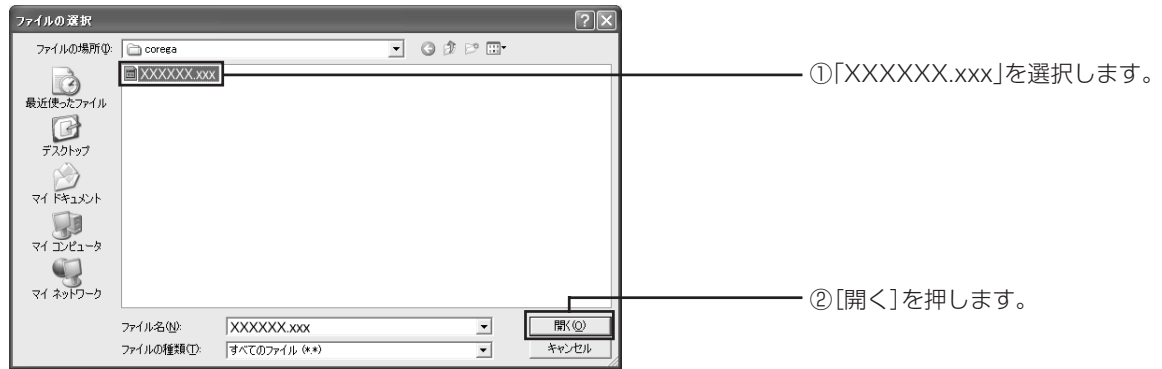 ファイルの選択
ファイルの場所(I):
corega
XXXXXX.xxx
①「XXXXXX.xxx」を選択します。
最近使ったファイル
デスクトップ
マイ ドキュメント
マイ コンピュータ
マイ ネットワーク
②[開く]を押します。
ファイル名(N):
XXXXXX.xxx
開く(O)
ファイルの種類(T):
すべてのファイル (*.*)
キャンセル